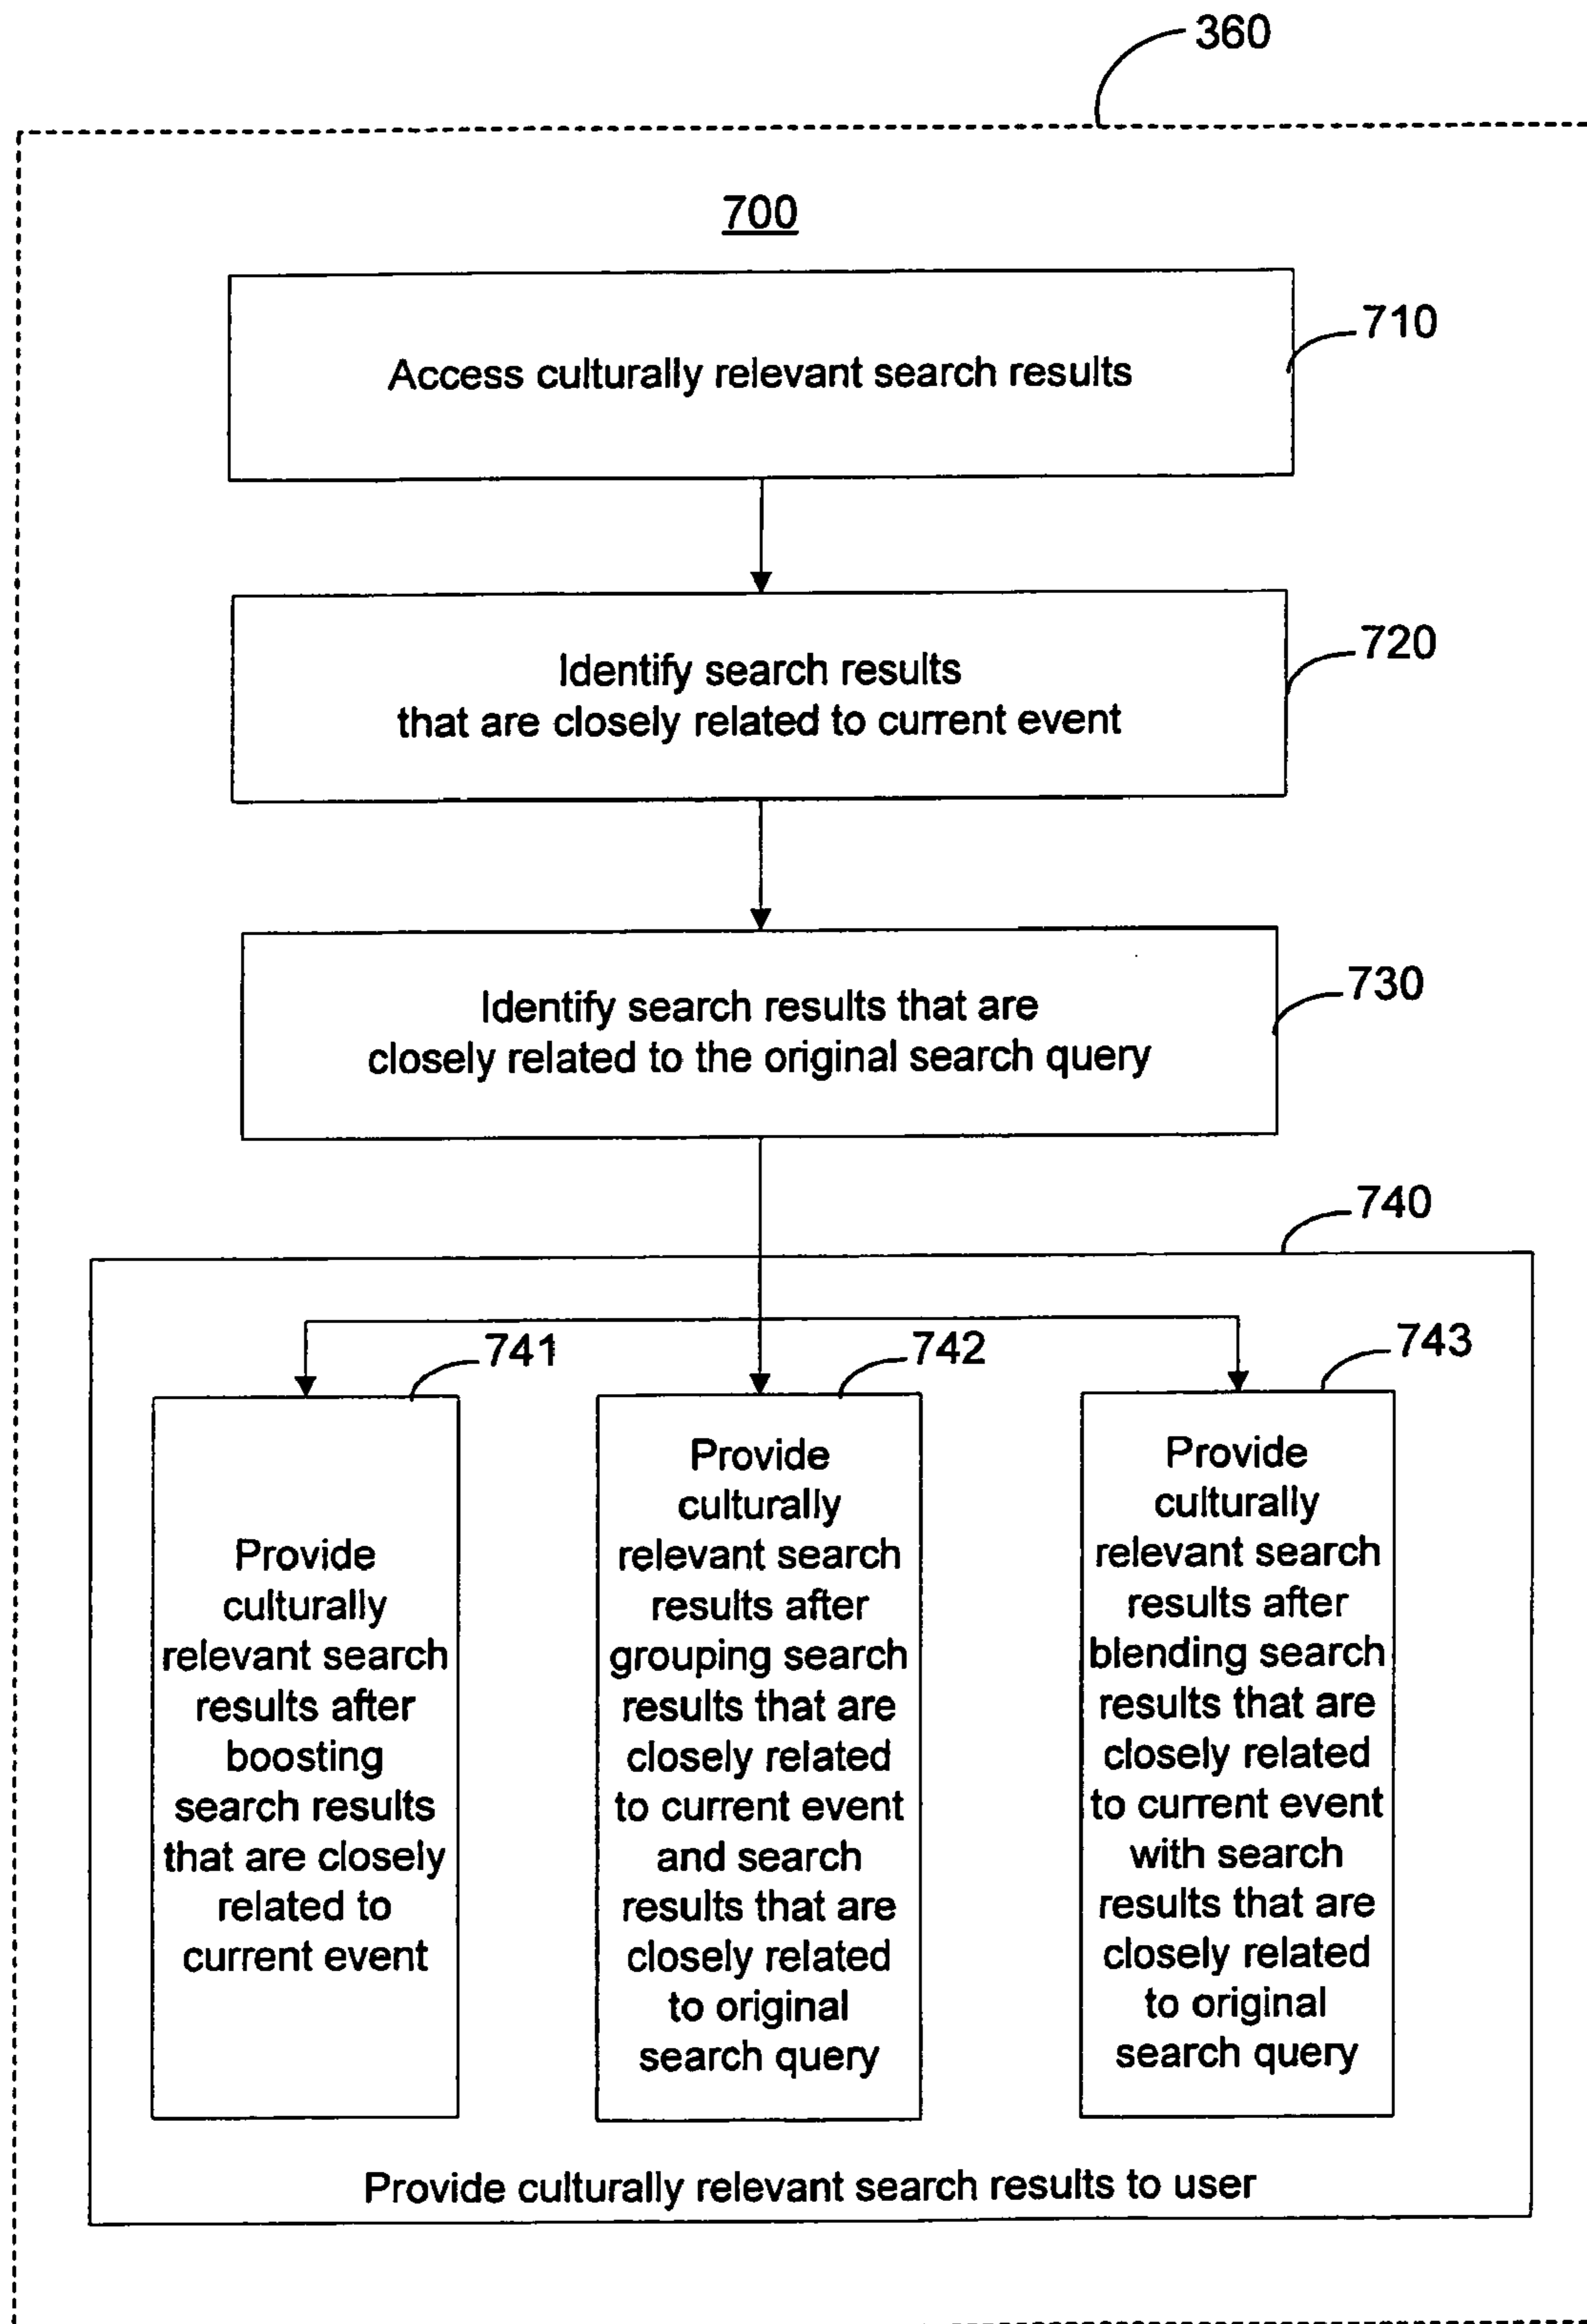 360
700
710
Access culturally relevant search results
720
Identify search results
that are closely related to current event
730
Identify search results that are
closely related to the original search query
740
741
Provide
culturally
relevant search
results after
boosting
search results
that are closely
related to
current event
742
Provide
culturally
relevant search
results after
grouping search
results that are
closely related
to current event
and search
results that are
closely related
to original
search query
743
Provide
culturally
relevant search
results after
blending search
results that are
closely related
to current event
with search
results that are
closely related
to original
search query
Provide culturally relevant search results to user